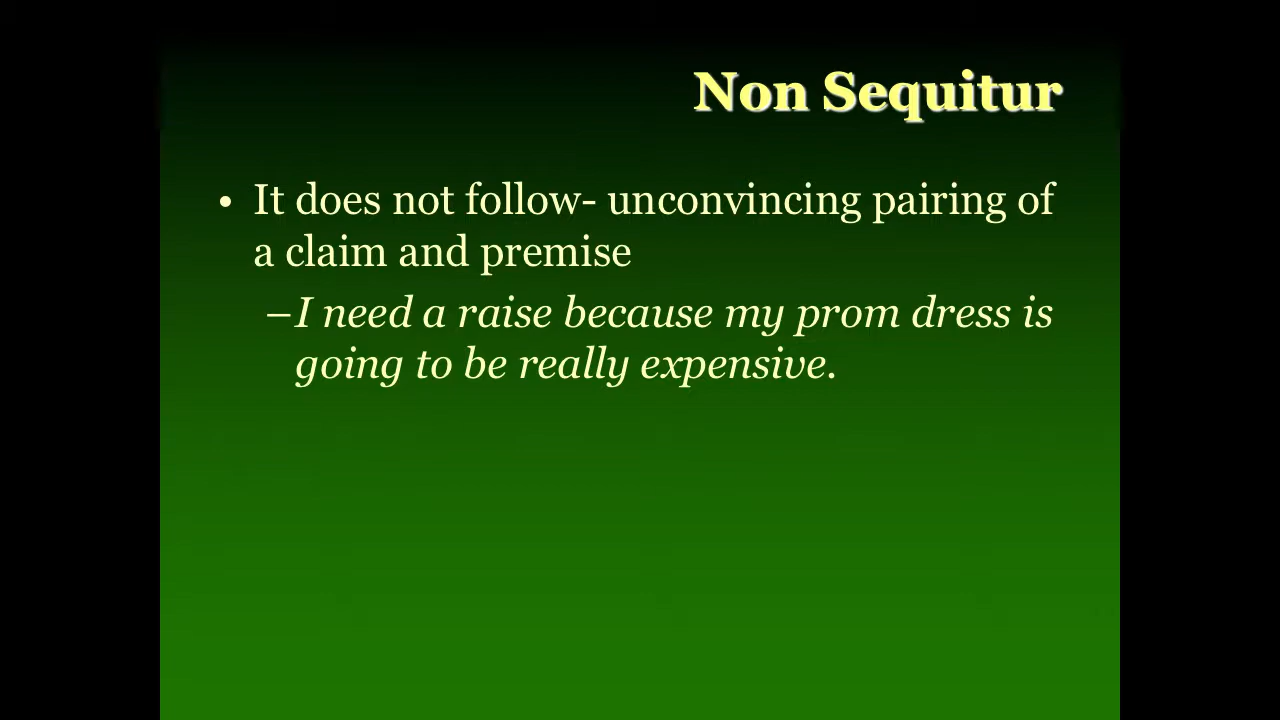 Non Sequitur
• It does not follow- unconvincing pairing of
a claim and premise
–I need a raise because my prom dress is
going to be really expensive.